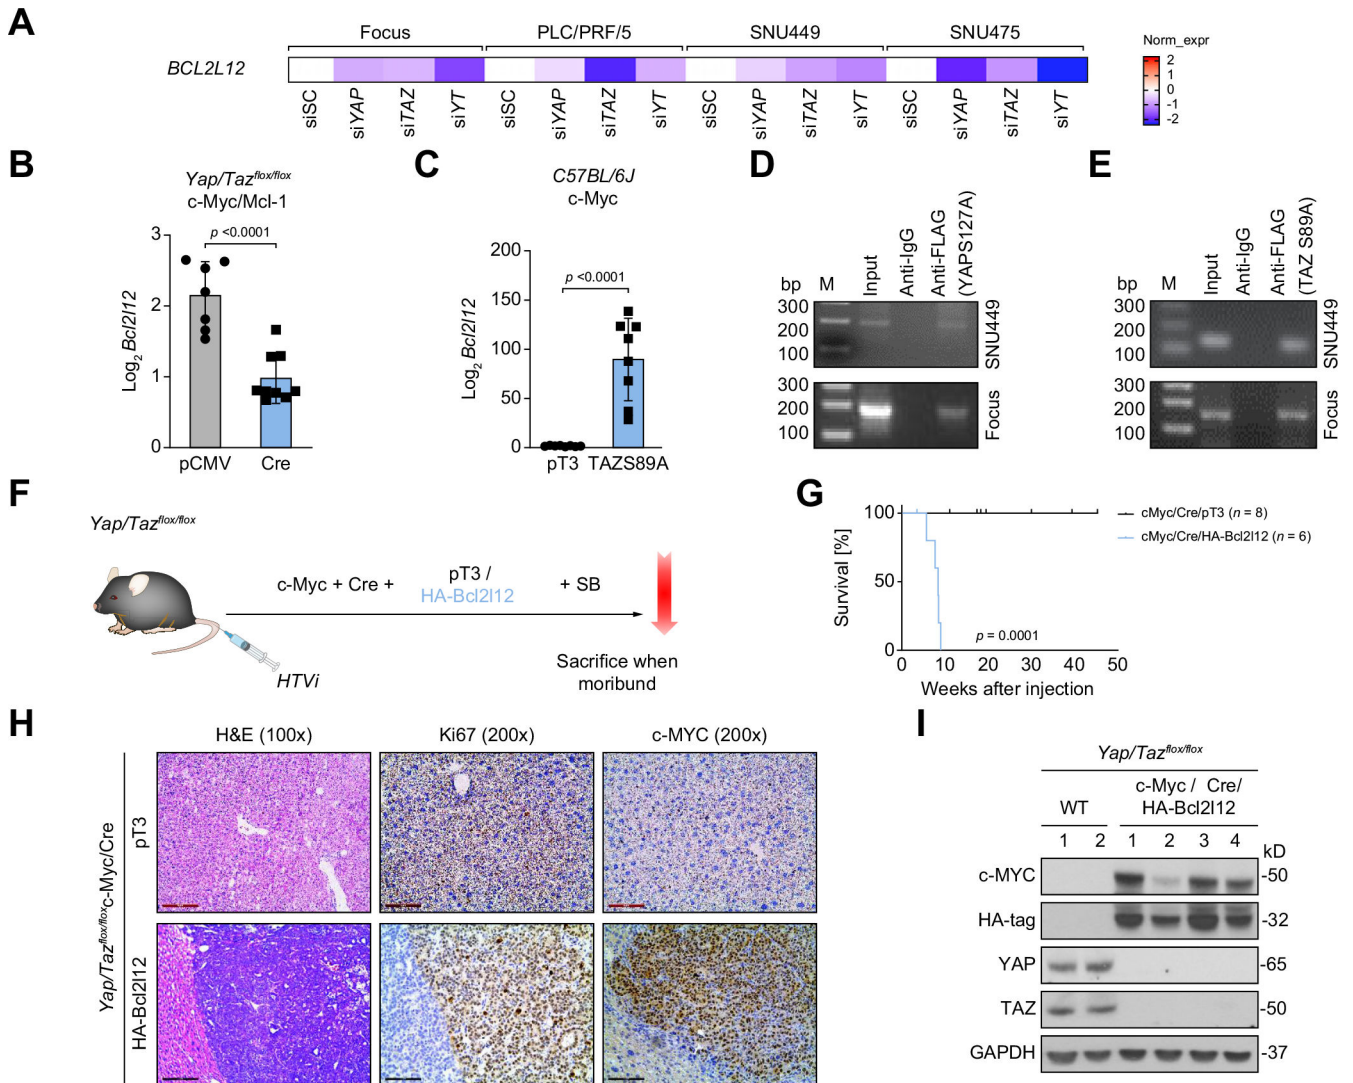 A
Focus
PLC/PRF/5
SNU449
SNU475
BCL2L12
siSC
siYAP
siTAZ
siYT
siSC
siYAP
siTAZ
siYT
siSC
siYAP
siTAZ
siYT
siSC
siYAP
siTAZ
siYT
Norm_expr
2
1
0
-1
-2
B
Yap/Taz^flox/flox
c-Myc/Mcl-1
p <0.0001
Log₂ Bcl2l12
3
2
1
0
pCMV
Cre
C
C57BL/6J
c-Myc
p <0.0001
Log₂ Bcl2l12
200
150
100
50
0
pT3
TAZS89A
D
bp
M
Input
Anti-IgG
Anti-FLAG
(YAPS127A)
300
200
100
SNU449
300
200
100
Focus
E
bp
M
Input
Anti-IgG
Anti-FLAG
(TAZ S89A)
300
200
100
SNU449
300
200
100
Focus
F
Yap/Taz^flox/flox
c-Myc + Cre +
pT3 /
HA-Bcl2l12
+ SB
HTVi
Sacrifice when
moribund
G
Survival [%]
100
50
0
0
10
20
30
40
50
Weeks after injection
p = 0.0001
cMyc/Cre/pT3 (n = 8)
cMyc/Cre/HA-Bcl2l12 (n = 6)
H
H&E (100x)
Ki67 (200x)
c-MYC (200x)
Yap/Taz^flox/flox c-Myc/Cre
pT3
HA-Bcl2l12
I
Yap/Taz^flox/flox
WT
c-Myc / Cre/
HA-Bcl2l12
1 2 1 2 3 4
kD
c-MYC
-50
HA-tag
-32
YAP
-65
TAZ
-50
GAPDH
-37